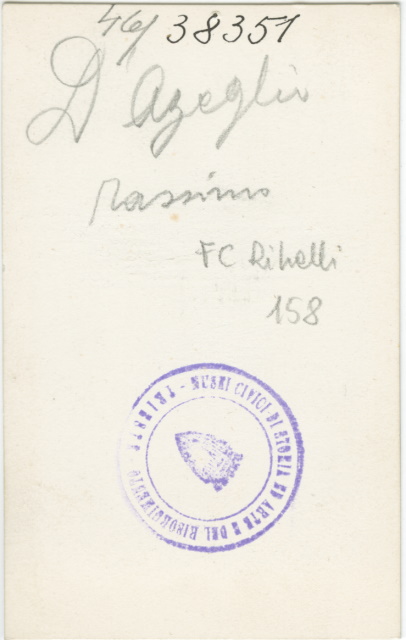 46/ 38351
D'Azeglio
Massimo
FC Ribelli
158
MUSEI CIVICI DI STORIA ED ARTE E DEL RISORGIMENTO - TRIESTE